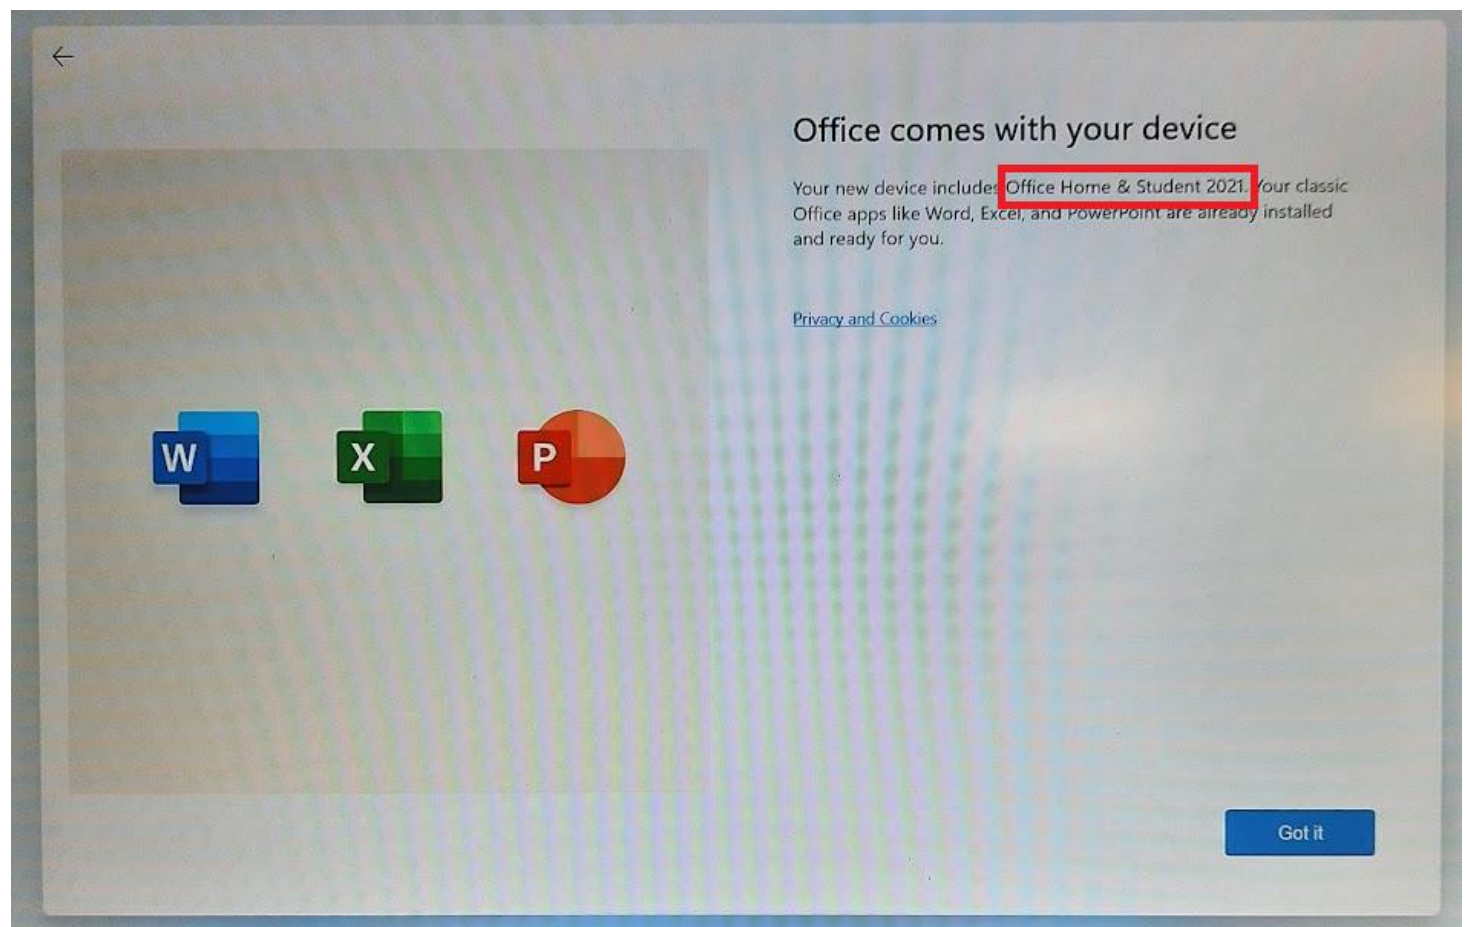 Office comes with your device
Your new device includes Office Home & Student 2021. Your classic
Office apps like Word, Excel, and PowerPoint are already installed
and ready for you.
Privacy and Cookies
W X P
Got it